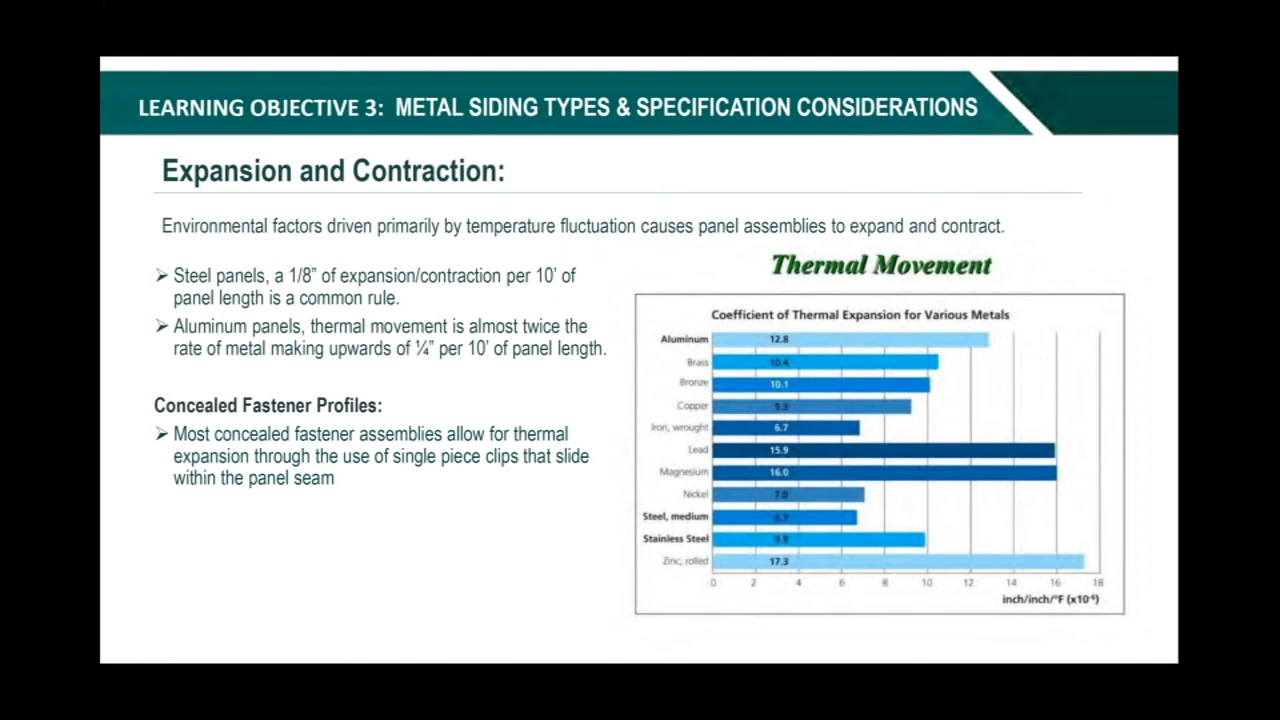 LEARNING OBJECTIVE 3: METAL SIDING TYPES & SPECIFICATION CONSIDERATIONS
Expansion and Contraction:
Environmental factors driven primarily by temperature fluctuation causes panel assemblies to expand and contract.
➢ Steel panels, a 1/8” of expansion/contraction per 10’ of
panel length is a common rule.
➢ Aluminum panels, thermal movement is almost twice the
rate of metal making upwards of ¼” per 10’ of panel length.
Concealed Fastener Profiles:
➢ Most concealed fastener assemblies allow for thermal
expansion through the use of single piece clips that slide
within the panel seam
Thermal Movement
Coefficient of Thermal Expansion for Various Metals
Aluminum 12.8
Brass 10.4
Bronze 10.1
Copper 9.3
Iron, wrought 6.7
Lead 15.9
Magnesium 16.0
Nickel 7.0
Steel, medium 6.7
Stainless Steel 9.9
Zinc, rolled 17.3
0 2 4 6 8 10 12 14 16 18
inch/inch/°F (x10⁻⁶)